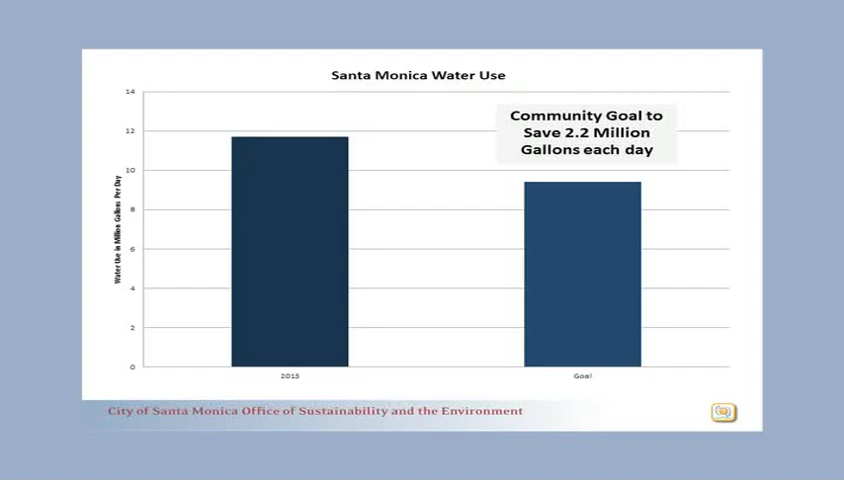 Santa Monica Water Use
14
12
10
8
6
4
2
0
Water Use in Million Gallons Per Day
Community Goal to
Save 2.2 Million
Gallons each day
2013
Goal
City of Santa Monica Office of Sustainability and the Environment